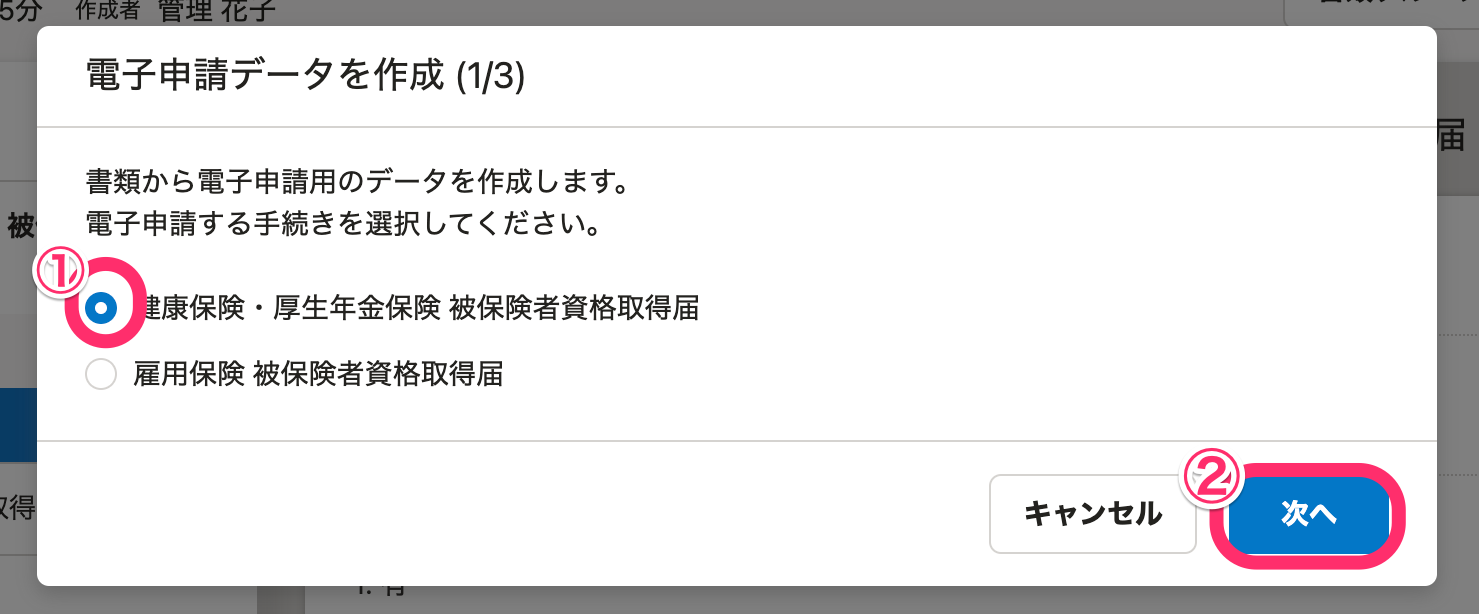 5分 作成者 管理 花子
電子申請データを作成 (1/3)
届
書類から電子申請用のデータを作成します。
電子申請する手続きを選択してください。
被
①
健康保険・厚生年金保険 被保険者資格取得届
雇用保険 被保険者資格取得届
②
キャンセル
次へ
取得
1. 有